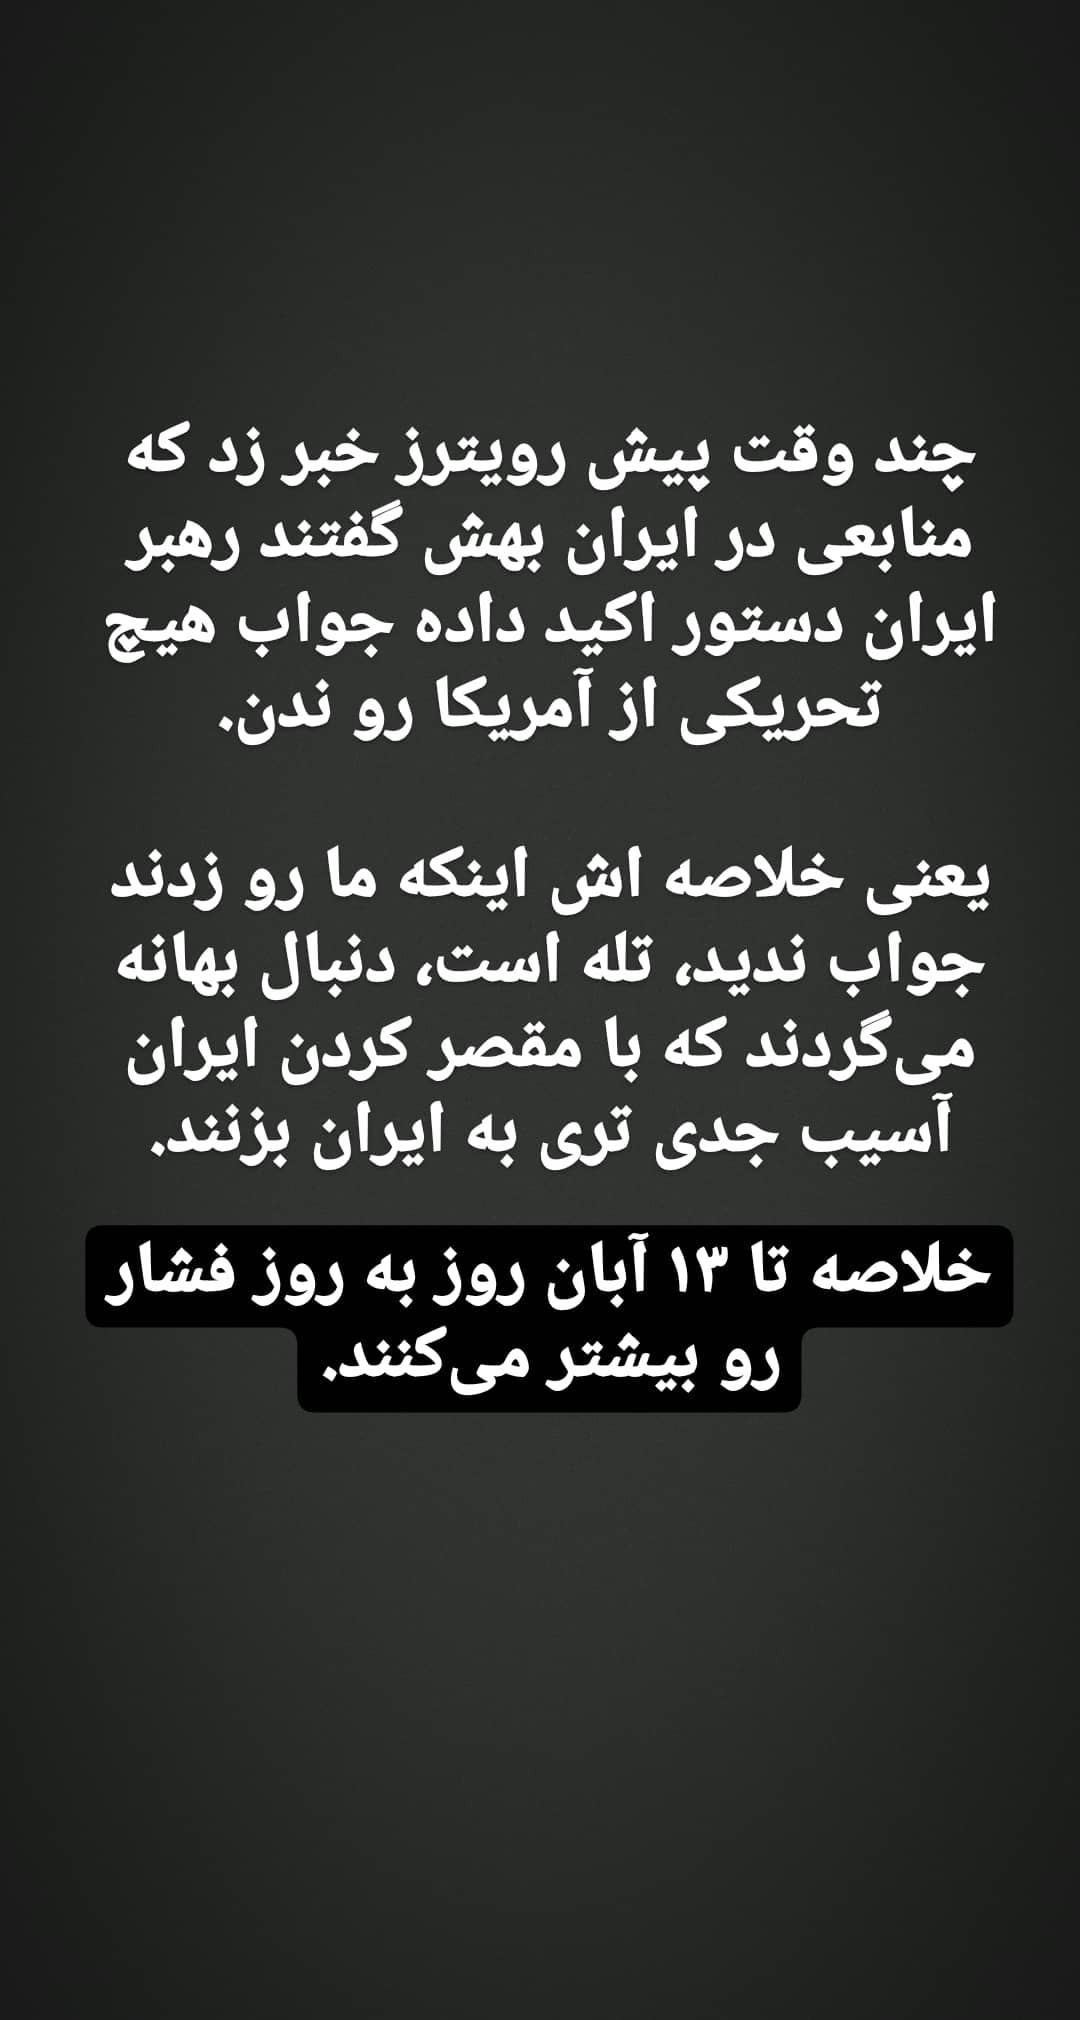 چند وقت پیش رویترز خبر زد که
منابعی در ایران بهش گفتند رهبر
ایران دستور اکید داده جواب هیچ
تحریکی از آمریکا رو ندن.
یعنی خلاصه اش اینکه ما رو زدند
جواب ندید، تله است، دنبال بهانه
می‌گردند که با مقصر کردن ایران
آسیب جدی تری به ایران بزنند.
خلاصه تا ۱۳ آبان روز به روز فشار
رو بیشتر می‌کنند.